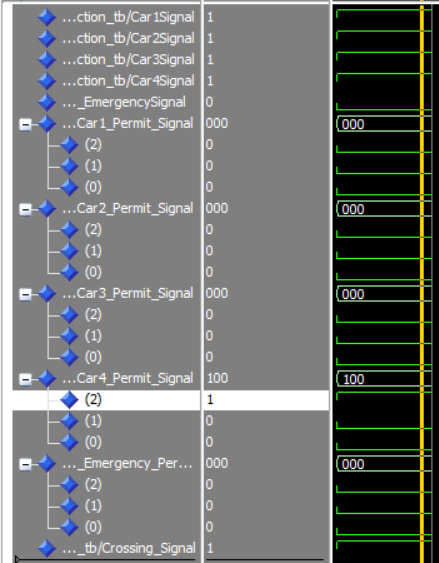 ...ction_tb/Car1Signal 1
...ction_tb/Car2Signal 1
...ction_tb/Car3Signal 1
...ction_tb/Car4Signal 1
..._EmergencySignal 0
...Car1_Permit_Signal 000 000
(2) 0
(1) 0
(0) 0
...Car2_Permit_Signal 000 000
(2) 0
(1) 0
(0) 0
...Car3_Permit_Signal 000 000
(2) 0
(1) 0
(0) 0
...Car4_Permit_Signal 100 100
(2) 1
(1) 0
(0) 0
..._Emergency_Per... 000 000
(2) 0
(1) 0
(0) 0
..._tb/Crossing_Signal 1